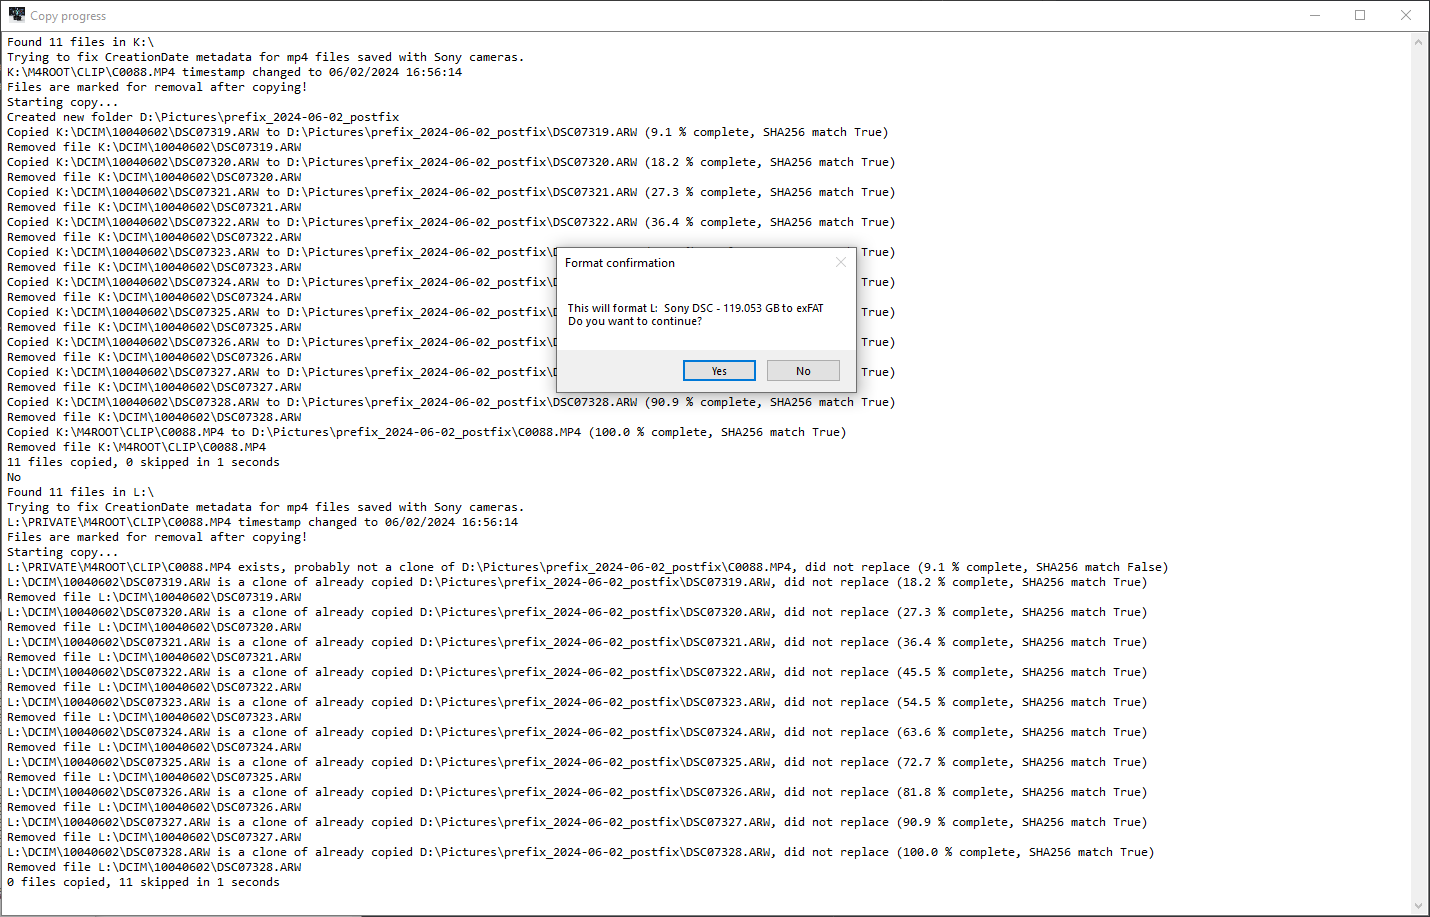 Copy progress
Found 11 files in K:\
Trying to fix CreationDate metadata for mp4 files saved with Sony cameras.
K:\M4ROOT\CLIP\C0088.MP4 timestamp changed to 06/02/2024 16:56:14
Files are marked for removal after copying!
Starting copy...
Created new folder D:\Pictures\prefix_2024-06-02_postfix
Copied K:\DCIM\10040602\DSC07319.ARW to D:\Pictures\prefix_2024-06-02_postfix\DSC07319.ARW (9.1 % complete, SHA256 match True)
Removed file K:\DCIM\10040602\DSC07319.ARW
Copied K:\DCIM\10040602\DSC07320.ARW to D:\Pictures\prefix_2024-06-02_postfix\DSC07320.ARW (18.2 % complete, SHA256 match True)
Removed file K:\DCIM\10040602\DSC07320.ARW
Copied K:\DCIM\10040602\DSC07321.ARW to D:\Pictures\prefix_2024-06-02_postfix\DSC07321.ARW (27.3 % complete, SHA256 match True)
Removed file K:\DCIM\10040602\DSC07321.ARW
Copied K:\DCIM\10040602\DSC07322.ARW to D:\Pictures\prefix_2024-06-02_postfix\DSC07322.ARW (36.4 % complete, SHA256 match True)
Removed file K:\DCIM\10040602\DSC07322.ARW
Copied K:\DCIM\10040602\DSC07323.ARW to D:\Pictures\prefix_2024-06-02_postfix\ True)
Removed file K:\DCIM\10040602\DSC07323.ARW
Copied K:\DCIM\10040602\DSC07324.ARW to D:\Pictures\prefix_2024-06-02_postfix\ True)
Removed file K:\DCIM\10040602\DSC07324.ARW
Copied K:\DCIM\10040602\DSC07325.ARW to D:\Pictures\prefix_2024-06-02_postfix\ True)
Removed file K:\DCIM\10040602\DSC07325.ARW
Copied K:\DCIM\10040602\DSC07326.ARW to D:\Pictures\prefix_2024-06-02_postfix\ True)
Removed file K:\DCIM\10040602\DSC07326.ARW
Copied K:\DCIM\10040602\DSC07327.ARW to D:\Pictures\prefix_2024-06-02_postfix\ True)
Removed file K:\DCIM\10040602\DSC07327.ARW
Copied K:\DCIM\10040602\DSC07328.ARW to D:\Pictures\prefix_2024-06-02_postfix\DSC07328.ARW (90.9 % complete, SHA256 match True)
Removed file K:\DCIM\10040602\DSC07328.ARW
Copied K:\M4ROOT\CLIP\C0088.MP4 to D:\Pictures\prefix_2024-06-02_postfix\C0088.MP4 (100.0 % complete, SHA256 match True)
Removed file K:\M4ROOT\CLIP\C0088.MP4
11 files copied, 0 skipped in 1 seconds
No
Found 11 files in L:\
Trying to fix CreationDate metadata for mp4 files saved with Sony cameras.
L:\PRIVATE\M4ROOT\CLIP\C0088.MP4 timestamp changed to 06/02/2024 16:56:14
Files are marked for removal after copying!
Starting copy...
L:\PRIVATE\M4ROOT\CLIP\C0088.MP4 exists, probably not a clone of D:\Pictures\prefix_2024-06-02_postfix\C0088.MP4, did not replace (9.1 % complete, SHA256 match False)
L:\DCIM\10040602\DSC07319.ARW is a clone of already copied D:\Pictures\prefix_2024-06-02_postfix\DSC07319.ARW, did not replace (18.2 % complete, SHA256 match True)
Removed file L:\DCIM\10040602\DSC07319.ARW
L:\DCIM\10040602\DSC07320.ARW is a clone of already copied D:\Pictures\prefix_2024-06-02_postfix\DSC07320.ARW, did not replace (27.3 % complete, SHA256 match True)
Removed file L:\DCIM\10040602\DSC07320.ARW
L:\DCIM\10040602\DSC07321.ARW is a clone of already copied D:\Pictures\prefix_2024-06-02_postfix\DSC07321.ARW, did not replace (36.4 % complete, SHA256 match True)
Removed file L:\DCIM\10040602\DSC07321.ARW
L:\DCIM\10040602\DSC07322.ARW is a clone of already copied D:\Pictures\prefix_2024-06-02_postfix\DSC07322.ARW, did not replace (45.5 % complete, SHA256 match True)
Removed file L:\DCIM\10040602\DSC07322.ARW
L:\DCIM\10040602\DSC07323.ARW is a clone of already copied D:\Pictures\prefix_2024-06-02_postfix\DSC07323.ARW, did not replace (54.5 % complete, SHA256 match True)
Removed file L:\DCIM\10040602\DSC07323.ARW
L:\DCIM\10040602\DSC07324.ARW is a clone of already copied D:\Pictures\prefix_2024-06-02_postfix\DSC07324.ARW, did not replace (63.6 % complete, SHA256 match True)
Removed file L:\DCIM\10040602\DSC07324.ARW
L:\DCIM\10040602\DSC07325.ARW is a clone of already copied D:\Pictures\prefix_2024-06-02_postfix\DSC07325.ARW, did not replace (72.7 % complete, SHA256 match True)
Removed file L:\DCIM\10040602\DSC07325.ARW
L:\DCIM\10040602\DSC07326.ARW is a clone of already copied D:\Pictures\prefix_2024-06-02_postfix\DSC07326.ARW, did not replace (81.8 % complete, SHA256 match True)
Removed file L:\DCIM\10040602\DSC07326.ARW
L:\DCIM\10040602\DSC07327.ARW is a clone of already copied D:\Pictures\prefix_2024-06-02_postfix\DSC07327.ARW, did not replace (90.9 % complete, SHA256 match True)
Removed file L:\DCIM\10040602\DSC07327.ARW
L:\DCIM\10040602\DSC07328.ARW is a clone of already copied D:\Pictures\prefix_2024-06-02_postfix\DSC07328.ARW, did not replace (100.0 % complete, SHA256 match True)
Removed file L:\DCIM\10040602\DSC07328.ARW
0 files copied, 11 skipped in 1 seconds
Format confirmation
This will format L: Sony DSC - 119.053 GB to exFAT
Do you want to continue?
Yes
No